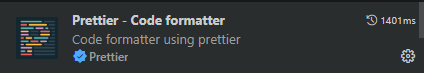 Prettier - Code formatter 1401ms
Code formatter using prettier
Prettier